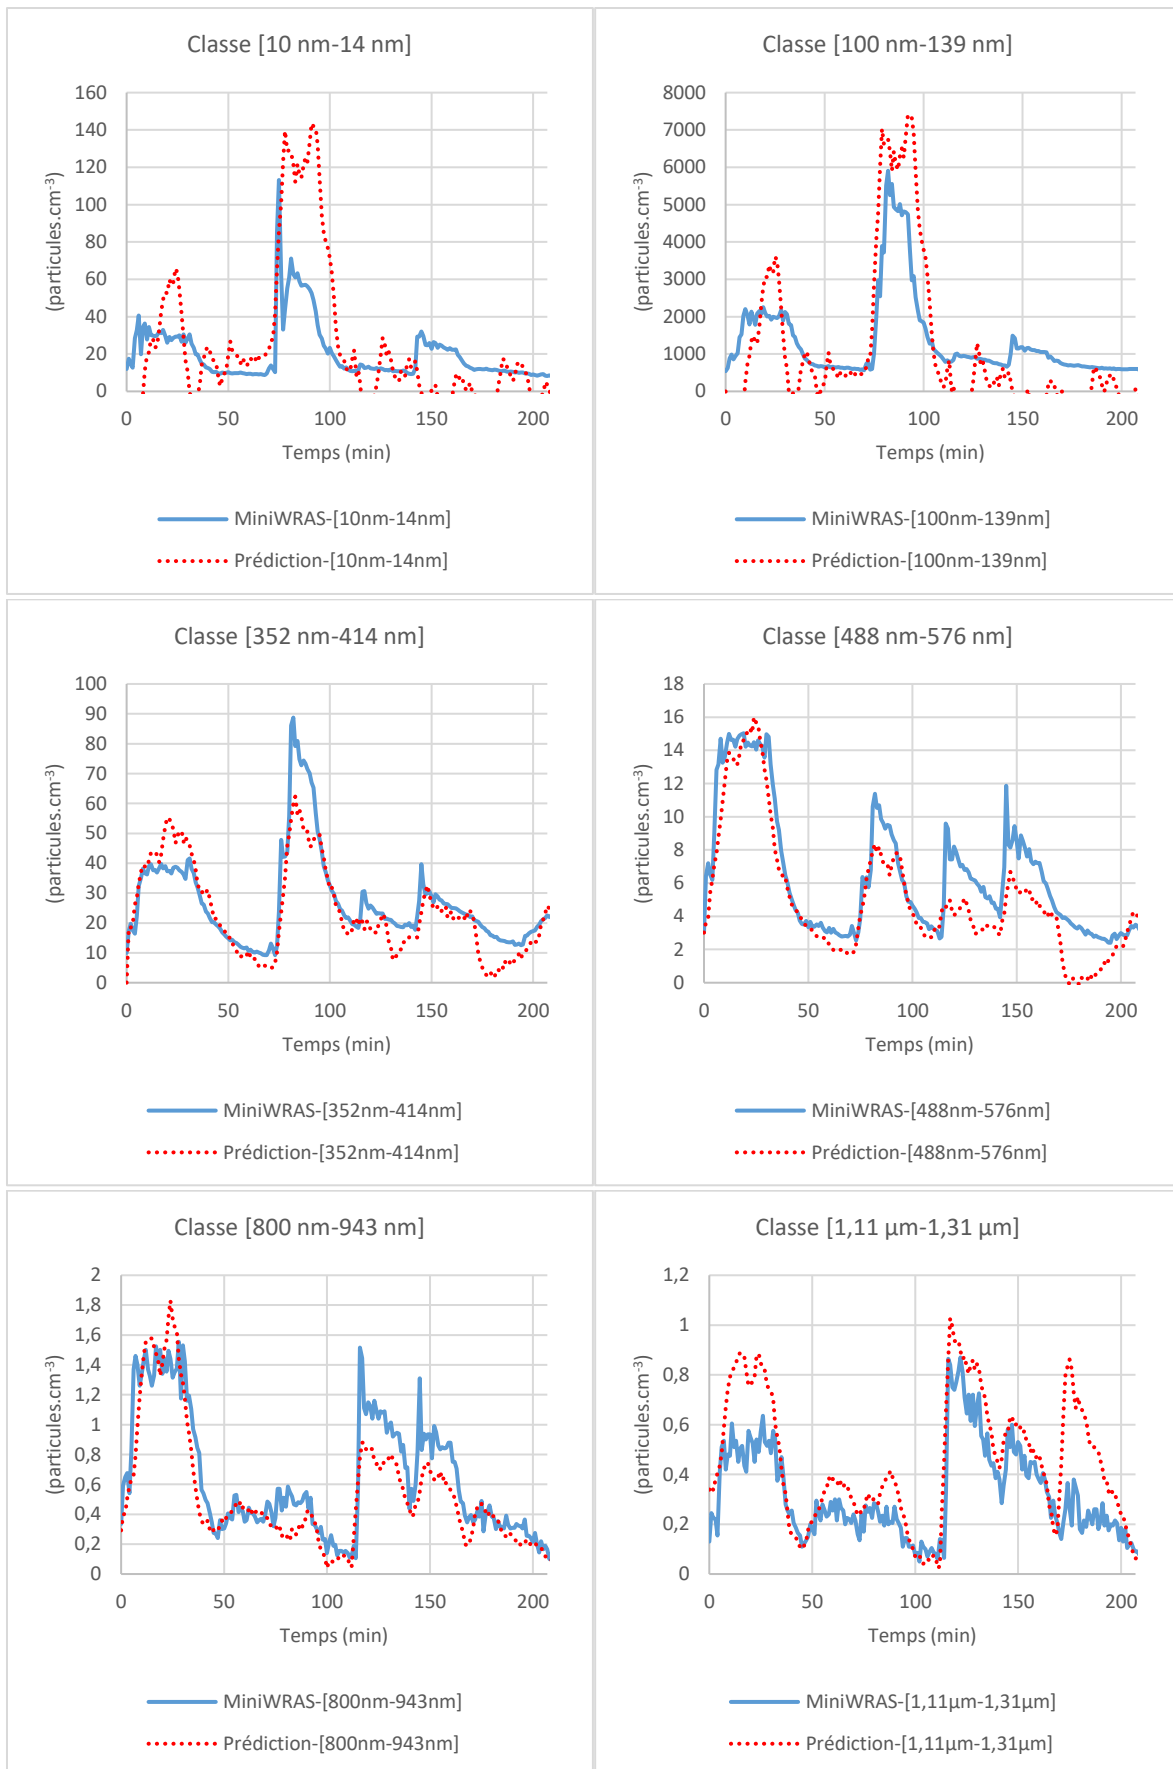 Classe [10 nm-14 nm]
(particules.cm⁻³)
160
140
120
100
80
60
40
20
0
0 50 100 150 200
Temps (min)
MiniWRAS-[10nm-14nm]
Prédiction-[10nm-14nm]
Classe [100 nm-139 nm]
(particules.cm⁻³)
8000
7000
6000
5000
4000
3000
2000
1000
0
0 50 100 150 200
Temps (min)
MiniWRAS-[100nm-139nm]
Prédiction-[100nm-139nm]
Classe [352 nm-414 nm]
(particules.cm⁻³)
100
90
80
70
60
50
40
30
20
10
0
0 50 100 150 200
Temps (min)
MiniWRAS-[352nm-414nm]
Prédiction-[352nm-414nm]
Classe [488 nm-576 nm]
(particules.cm⁻³)
18
16
14
12
10
8
6
4
2
0
0 50 100 150 200
Temps (min)
MiniWRAS-[488nm-576nm]
Prédiction-[488nm-576nm]
Classe [800 nm-943 nm]
(particules.cm⁻³)
2
1,8
1,6
1,4
1,2
1
0,8
0,6
0,4
0,2
0
0 50 100 150 200
Temps (min)
MiniWRAS-[800nm-943nm]
Prédiction-[800nm-943nm]
Classe [1,11 µm-1,31 µm]
(particules.cm⁻³)
1,2
1
0,8
0,6
0,4
0,2
0
0 50 100 150 200
Temps (min)
MiniWRAS-[1,11µm-1,31µm]
Prédiction-[1,11µm-1,31µm]